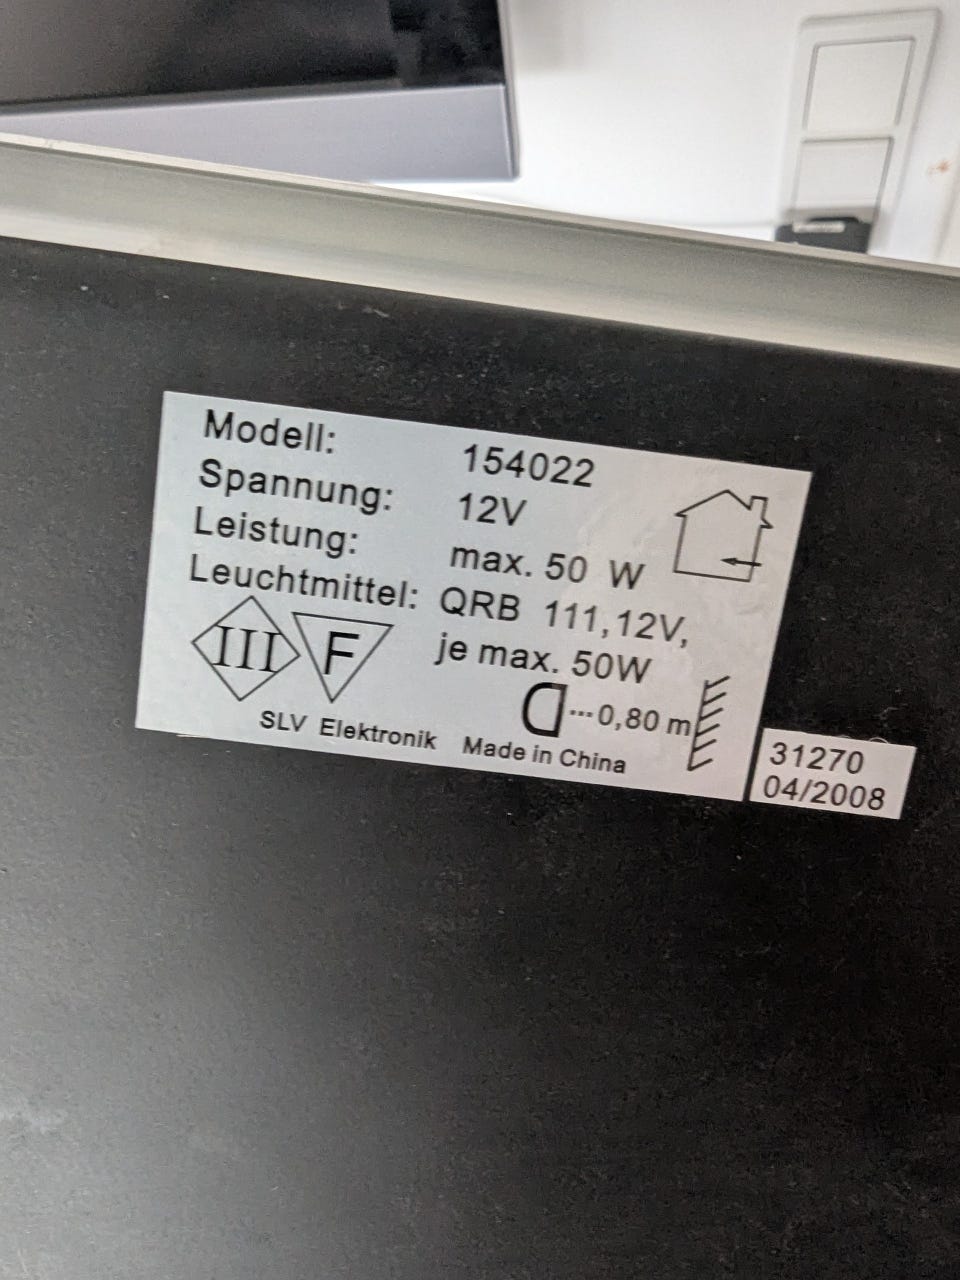 Modell: 154022
Spannung: 12V
Leistung: max. 50 W
Leuchtmittel: QRB 111,12V,
je max. 50W
III F
0,80 m
SLV Elektronik Made in China
31270
04/2008